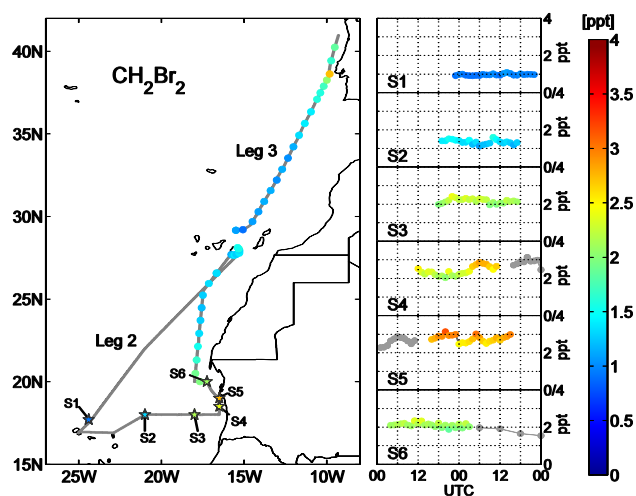 CH2Br2
Leg 3
Leg 2
S1
S2
S3
S4
S5
S6
40N
35N
30N
25N
20N
15N
25W
20W
15W
10W
S1
S2
S3
S4
S5
S6
4
2
0/4
2
0/4
2
0/4
2
0/4
2
0/4
2
0
ppt
ppt
ppt
ppt
ppt
ppt
00
12
00
12
00
UTC
[ppt]
4
3.5
3
2.5
2
1.5
1
0.5
0